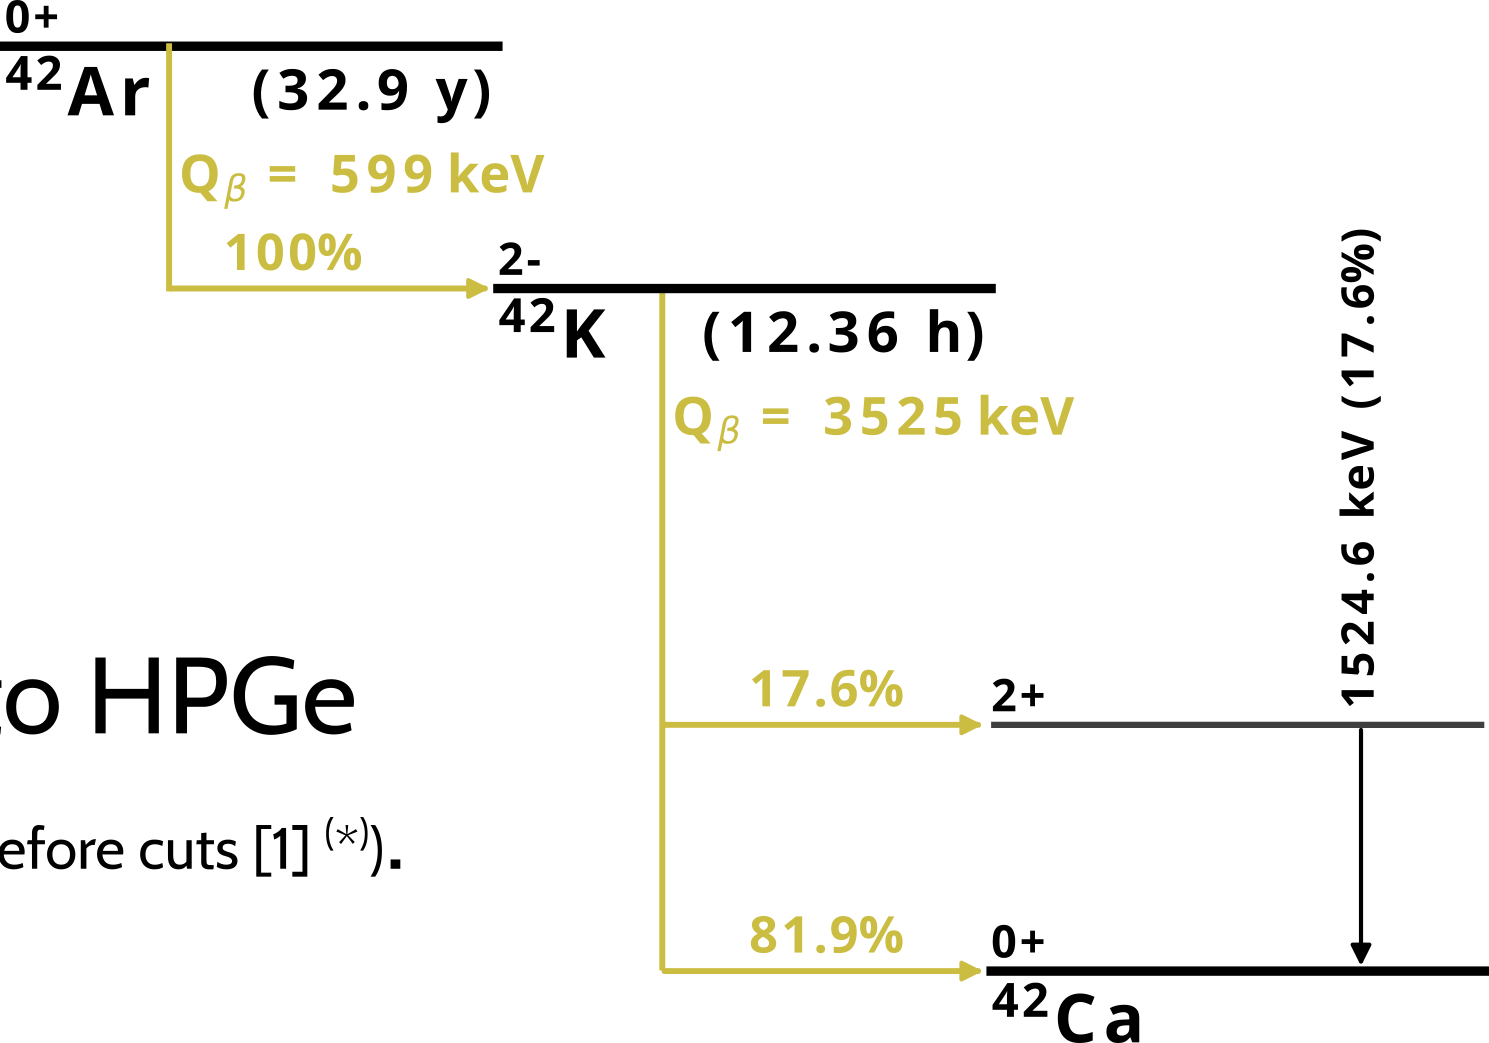 0+
⁴²Ar (32.9 y)
Qᵦ = 599 keV
100%
2-
⁴²K (12.36 h)
Qᵦ = 3525 keV
1524.6 keV (17.6%)
to HPGe
17.6% 2+
efore cuts [1] (*)).
81.9% 0+
⁴²Ca